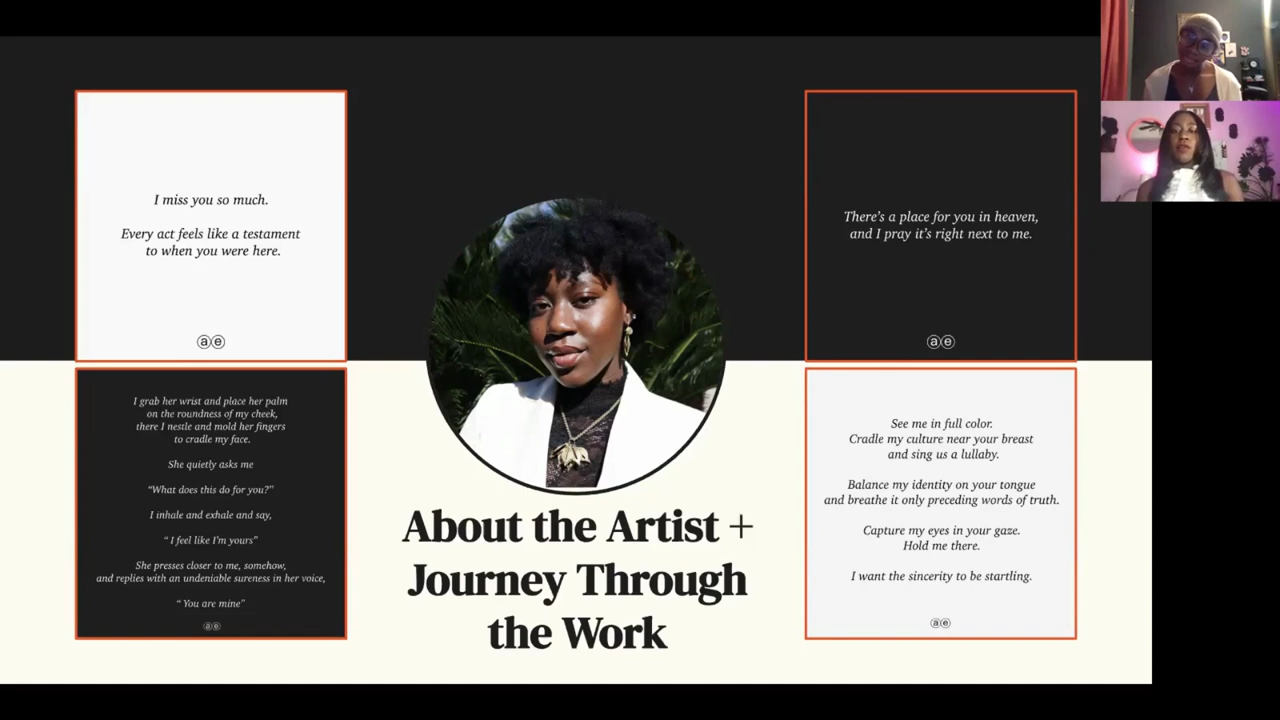 I miss you so much.
Every act feels like a testament
to when you were here.
ⓐⓔ
I grab her wrist and place her palm
on the roundness of my cheek,
there I nestle and mold her fingers
to cradle my face.
She quietly asks me
“What does this do for you?”
I inhale and exhale and say,
“ I feel like I’m yours”
She presses closer to me, somehow,
and replies with an undeniable sureness in her voice,
“ You are mine”
ⓐⓔ
About the Artist +
Journey Through
the Work
There’s a place for you in heaven,
and I pray it’s right next to me.
ⓐⓔ
See me in full color.
Cradle my culture near your breast
and sing us a lullaby.
Balance my identity on your tongue
and breathe it only preceding words of truth.
Capture my eyes in your gaze.
Hold me there.
I want the sincerity to be startling.
ⓐⓔ